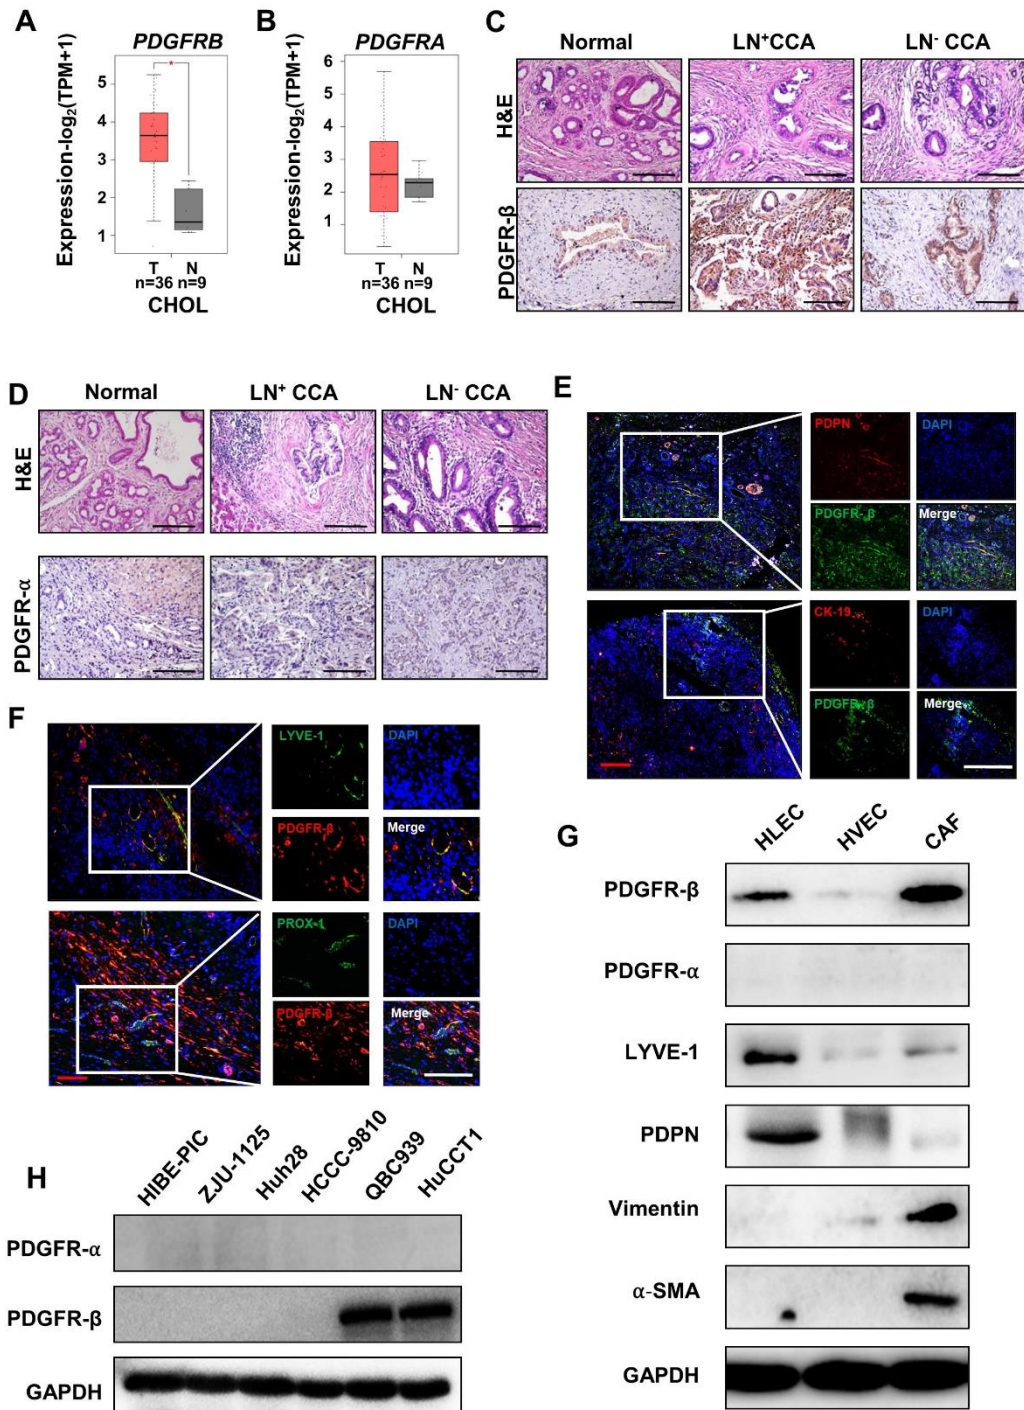 A
PDGFRB
Expression-log2(TPM+1)
5
4
3
2
1
*
T N
n=36 n=9
CHOL
B
PDGFRA
Expression-log2(TPM+1)
6
5
4
3
2
1
T N
n=36 n=9
CHOL
C
Normal LN+CCA LN- CCA
H&E
PDGFR-β
D
Normal LN+ CCA LN- CCA
H&E
PDGFR-α
E
PDPN DAPI
PDGFR- β Merge
CK-19 DAPI
PDGFR-β Merge
F
LYVE-1 DAPI
PDGFR-β Merge
PROX-1 DAPI
PDGFR-β Merge
G
HLEC HVEC CAF
PDGFR-β
PDGFR-α
LYVE-1
PDPN
Vimentin
α-SMA
GAPDH
H
HIBE-PIC ZJU-1125 Huh28 HCCC-9810 QBC939 HuCCT1
PDGFR-α
PDGFR-β
GAPDH